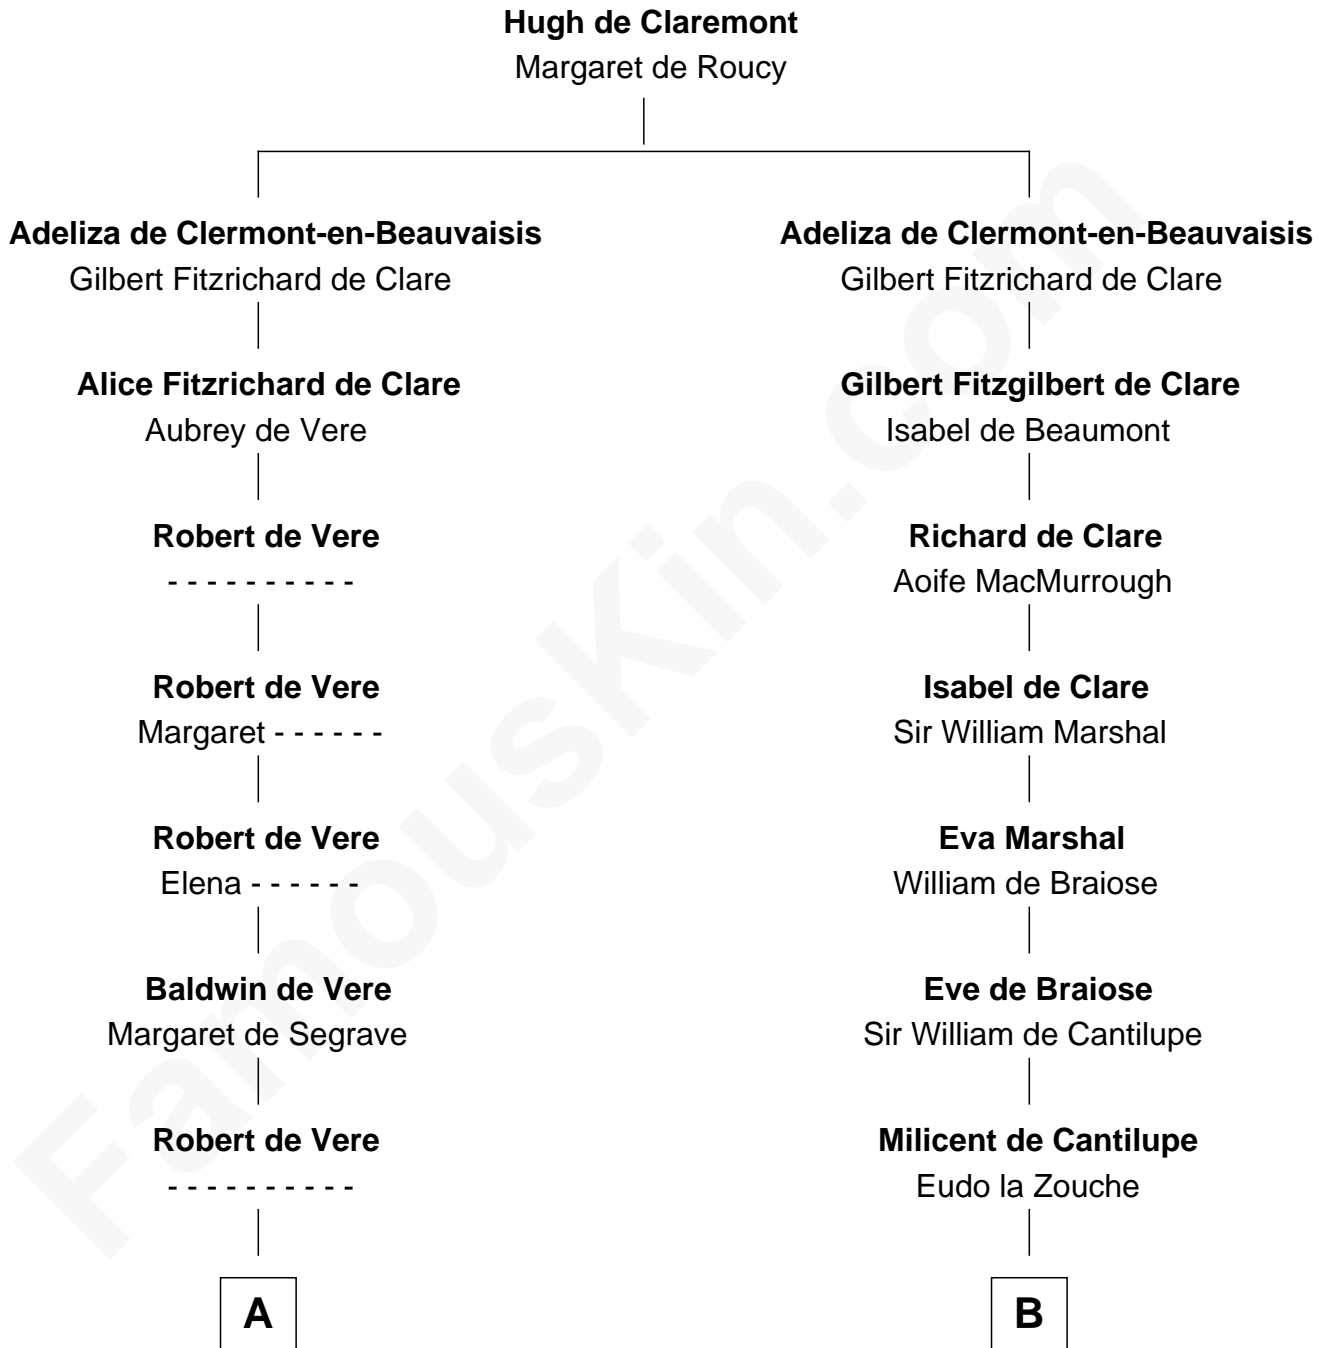 Hugh de Claremont
Margaret de Roucy
Adeliza de Clermont-en-Beauvaisis
Gilbert Fitzrichard de Clare
Adeliza de Clermont-en-Beauvaisis
Gilbert Fitzrichard de Clare
Alice Fitzrichard de Clare
Aubrey de Vere
Gilbert Fitzgilbert de Clare
Isabel de Beaumont
Robert de Vere
- - - - - - - - - -
Richard de Clare
Aoife MacMurrough
Robert de Vere
Margaret - - - - - -
Isabel de Clare
Sir William Marshal
Robert de Vere
Elena - - - - - -
Eva Marshal
William de Braiose
Baldwin de Vere
Margaret de Segrave
Eve de Braiose
Sir William de Cantilupe
Robert de Vere
- - - - - - - - - -
Milicent de Cantilupe
Eudo la Zouche
A
B
FamousKin.com